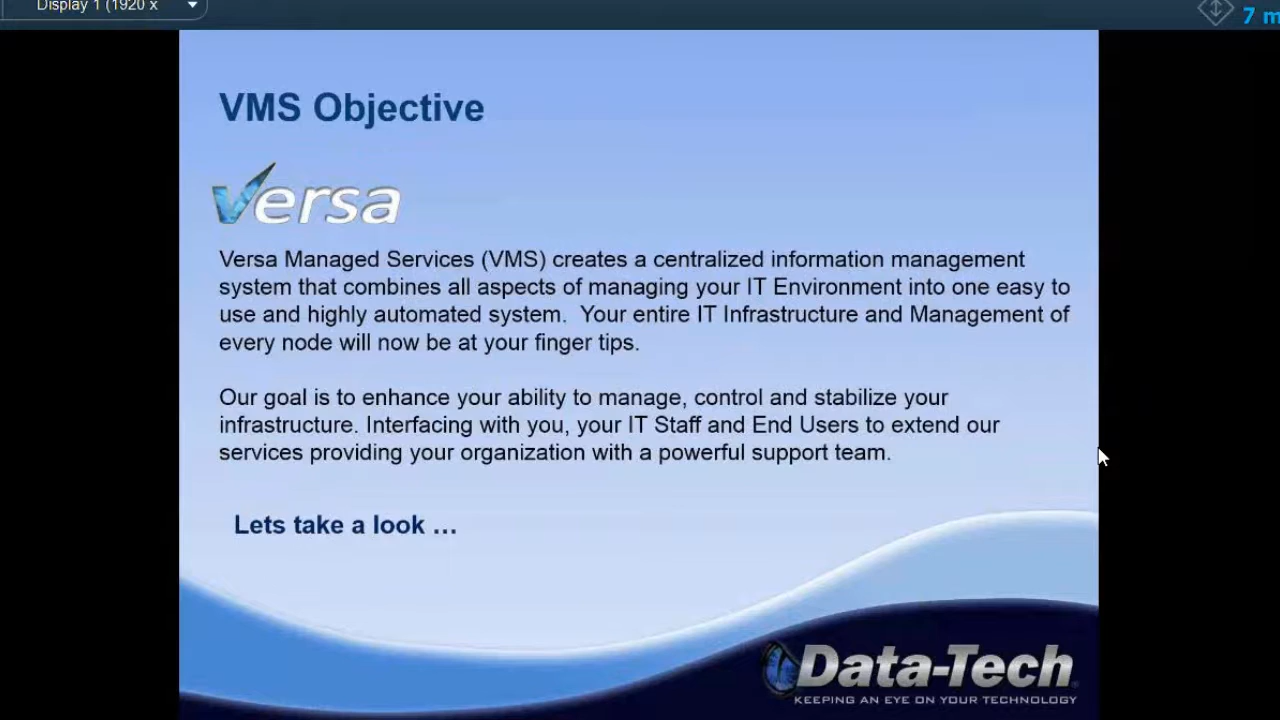 Display 1 (1920 x
7 m
VMS Objective
Versa
Versa Managed Services (VMS) creates a centralized information management
system that combines all aspects of managing your IT Environment into one easy to
use and highly automated system.  Your entire IT Infrastructure and Management of
every node will now be at your finger tips.
Our goal is to enhance your ability to manage, control and stabilize your
infrastructure. Interfacing with you, your IT Staff and End Users to extend our
services providing your organization with a powerful support team.
Lets take a look …
Data-Tech
KEEPING AN EYE ON YOUR TECHNOLOGY